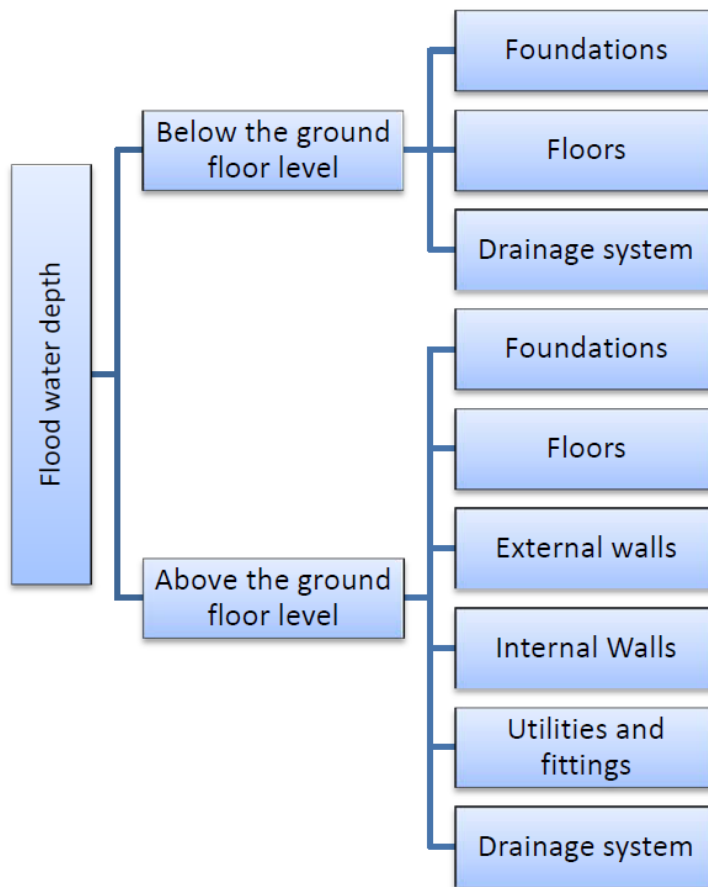 Flood water depth
Below the ground
floor level
Foundations
Floors
Drainage system
Above the ground
floor level
Foundations
Floors
External walls
Internal Walls
Utilities and
fittings
Drainage system